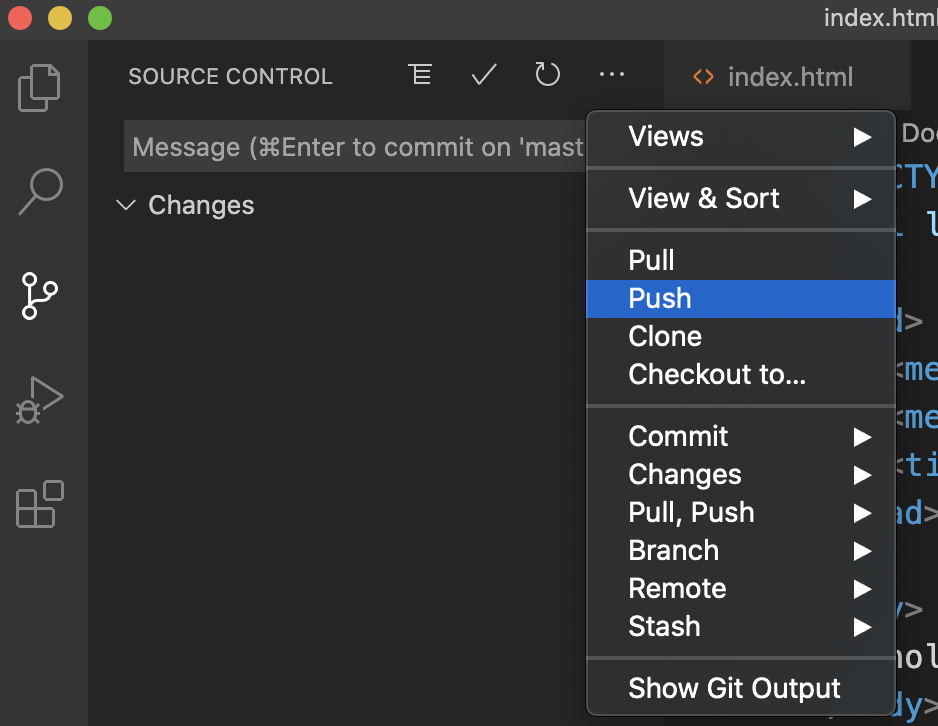 index.html
SOURCE CONTROL
<> index.html
Message (⌘Enter to commit on 'mast
Changes
Views
View & Sort
Pull
Push
Clone
Checkout to...
Commit
Changes
Pull, Push
Branch
Remote
Stash
Show Git Output
Doc
CTY
l l
d>
<me
<me
<ti
ad>
y>
hol
dy>